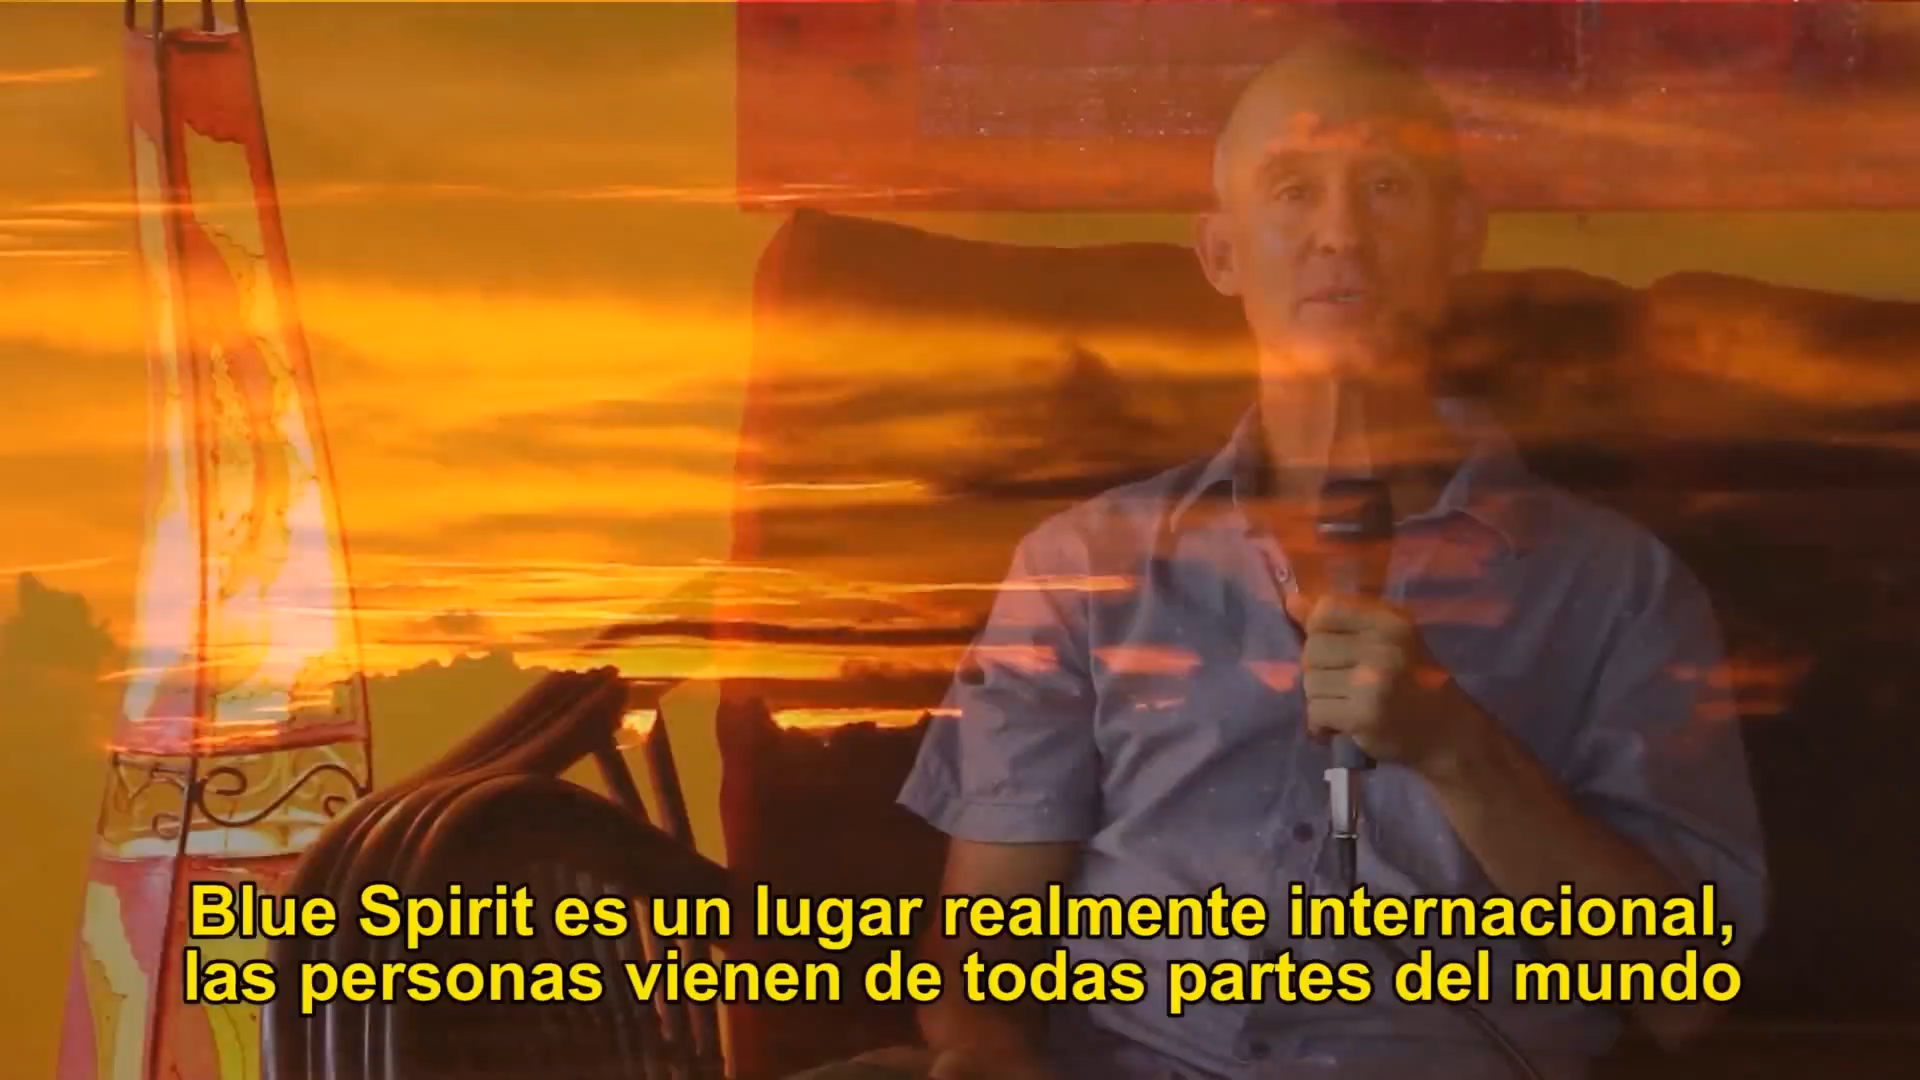 Blue Spirit es un lugar realmente internacional,
las personas vienen de todas partes del mundo